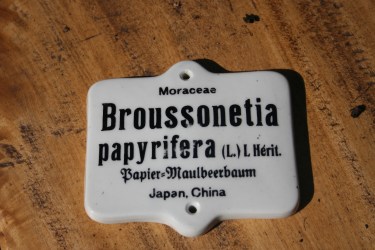 Moraceae
Broussonetia
papyrifera (L.) l. Hérit.
Papier-Maulbeerbaum
Japan, China